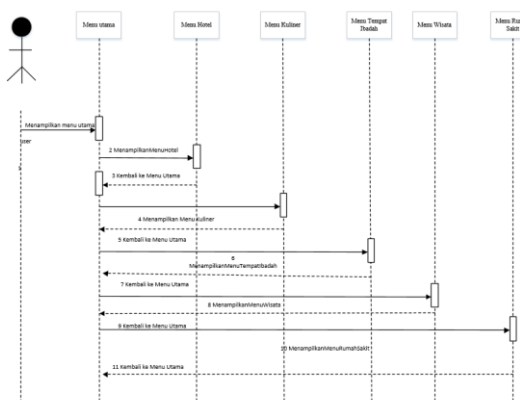 Menu utama
Menu Hotel
Menu Kuliner
Menu Tempat
Ibadah
Menu Wisata
Menu Ru
Sakit
Menampilkan menu utama
user
2 MenampilkanMenuHotel
3 Kembali ke Menu Utama
4 Menampilkan Menu Kuliner
5 Kembali ke Menu Utama
6
MenampilkanMenuTempatIbadah
7 Kembali ke Menu Utama
8 MenampilkanMenuWisata
9 Kembali ke Menu Utama
10 MenampilkanMenuRumahSakit
11 Kembali ke Menu Utama